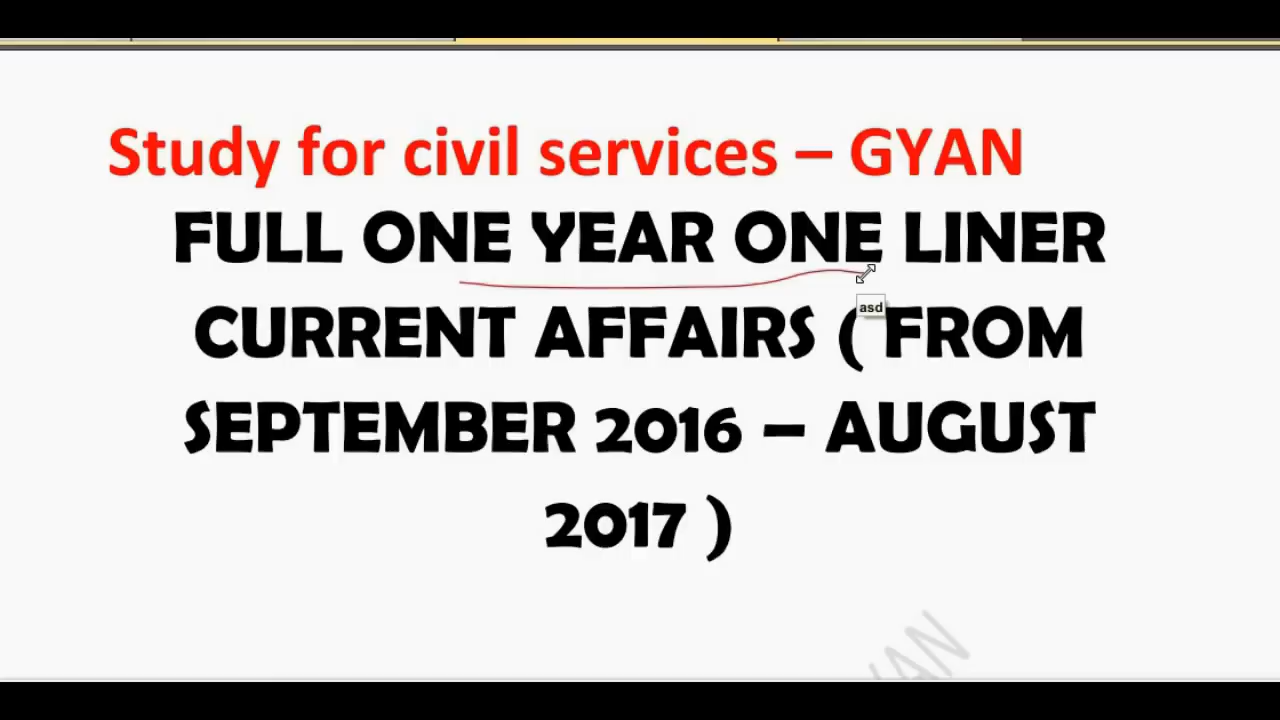 Study for civil services – GYAN
FULL ONE YEAR ONE LINER
asd
CURRENT AFFAIRS ( FROM
SEPTEMBER 2016 – AUGUST
2017 )